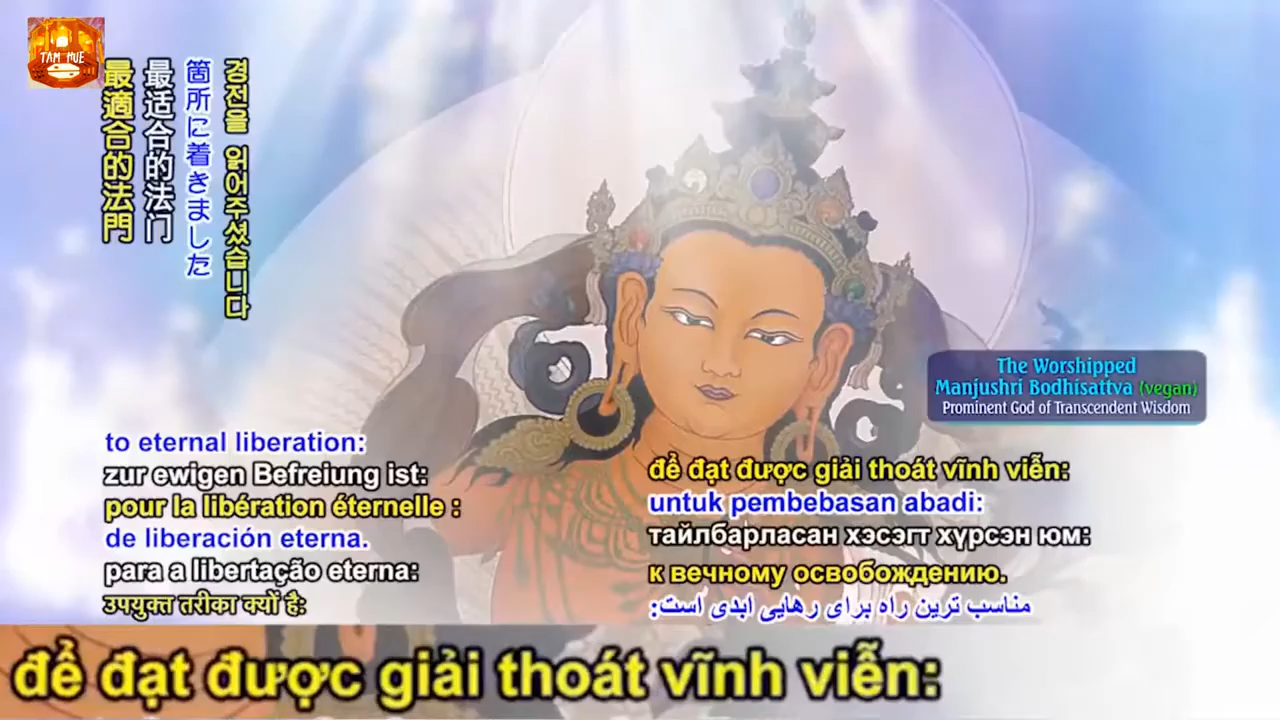 TAM HUE
最適合的法門
最适合的法门
箇所に着きました
경전을 읽어주셨습니다
The Worshipped
Manjushri Bodhisattva (vegan)
Prominent God of Transcendent Wisdom
to eternal liberation:
zur ewigen Befreiung ist:
pour la libération éternelle :
de liberación eterna.
para a libertação eterna:
उपयुक्त तरीका क्यों है:
để đạt được giải thoát vĩnh viễn:
untuk pembebasan abadi:
тайлбарласан хэсэгт хүрсэн юм:
к вечному освобождению.
مناسب ترین راه برای رهایی ابدی است:
để đạt được giải thoát vĩnh viễn: